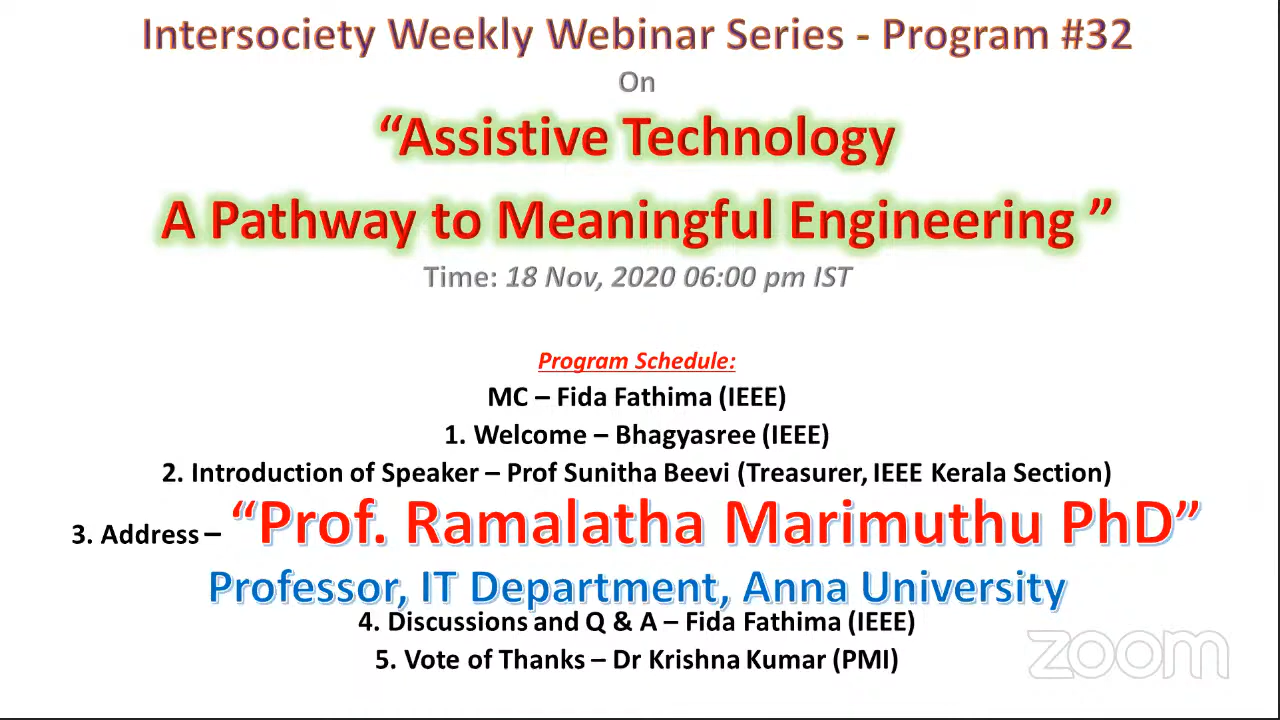 Intersociety Weekly Webinar Series - Program #32
On
“Assistive Technology
A Pathway to Meaningful Engineering ”
Time: 18 Nov, 2020 06:00 pm IST
Program Schedule:
MC – Fida Fathima (IEEE)
1. Welcome – Bhagyasree (IEEE)
2. Introduction of Speaker – Prof Sunitha Beevi (Treasurer, IEEE Kerala Section)
3. Address – “Prof. Ramalatha Marimuthu PhD”
Professor, IT Department, Anna University
4. Discussions and Q & A – Fida Fathima (IEEE)
5. Vote of Thanks – Dr Krishna Kumar (PMI)
zoom